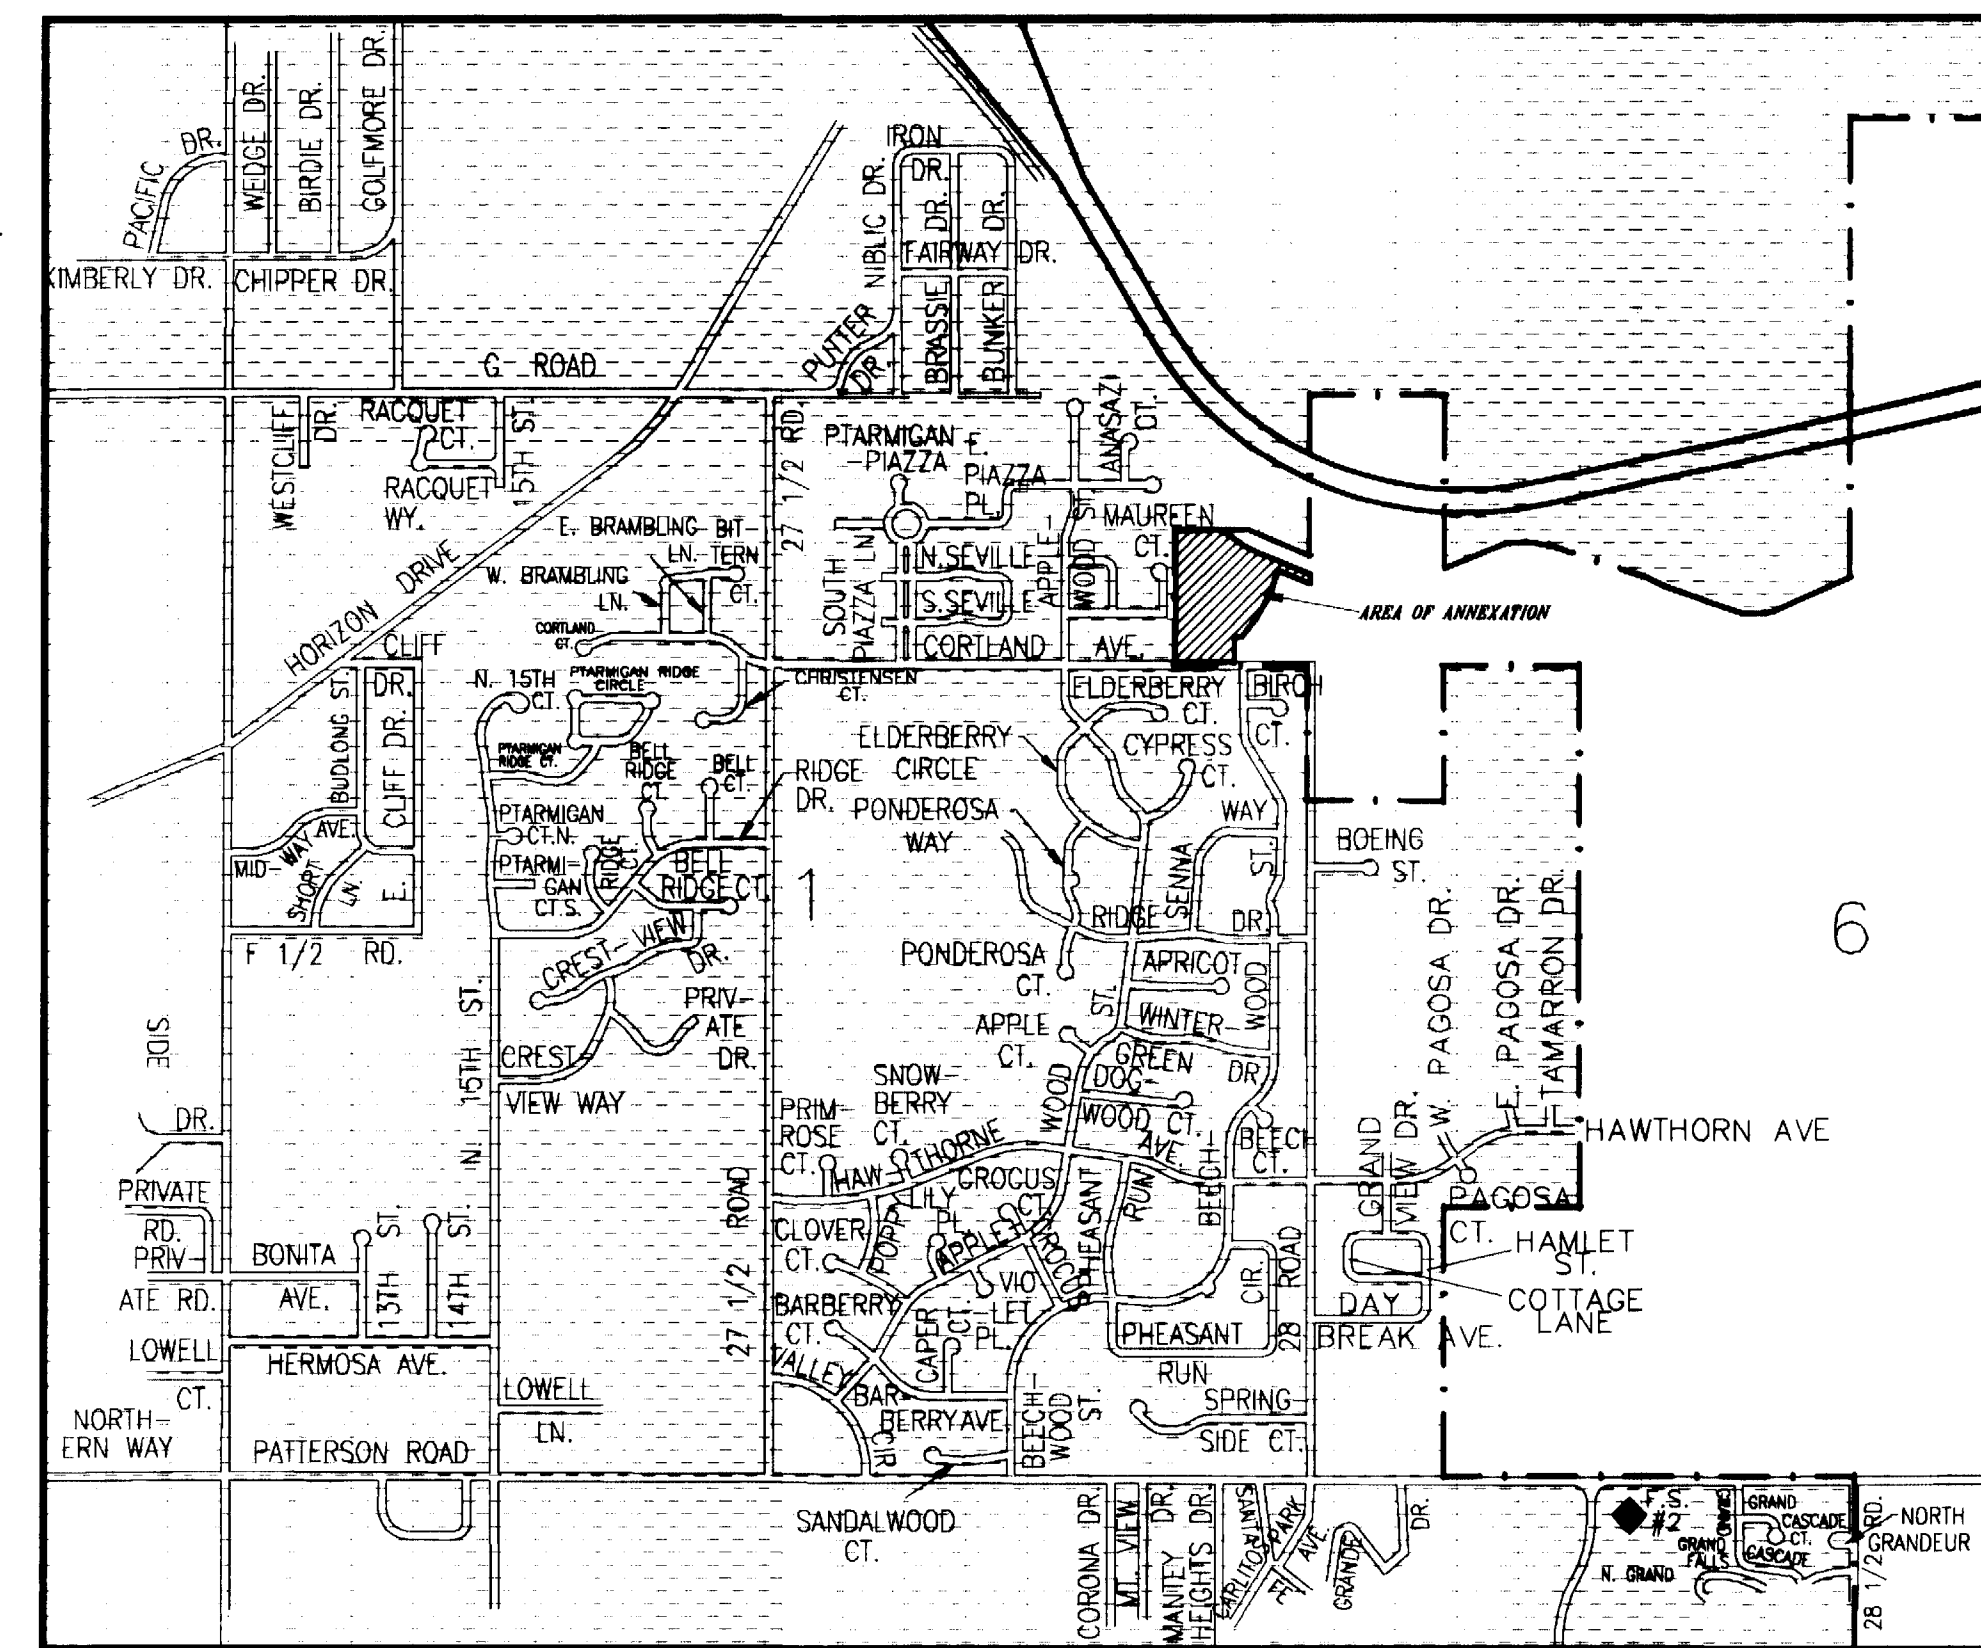 PACIFIC
DR.
WEDGE DR.
BIRDIE DR.
GOLFMORE DR.
KIMBERLY DR.
CHIPPER DR.
IRON
DR.
NIBLIC DR.
BRASSIE DR.
BUNKER DR.
FAIRWAY DR.
PUTTER
DR.
G ROAD
WESTCLIFF
DR.
RACQUET
CT.
RACQUET
WY.
15TH ST.
27 1/2 RD.
PTARMIGAN
PIAZZA
E.
PIAZZA
PL.
ANASAZI
CT.
MAUREEN
CT.
APPLE-
WOOD ST.
N. SEVILLE
S. SEVILLE
SOUTH
PIAZZA LN.
CORTLAND AVE.
AREA OF ANNEXATION
HORIZON DRIVE
E. BRAMBLING
LN.
BIT-
TERN
CT.
W. BRAMBLING
LN.
CORTLAND
CT.
CLIFF
DR.
N. 15TH
CT.
PTARMIGAN RIDGE
CIRCLE
CHRISTENSEN
CT.
BUDLONG ST.
E. CLIFF DR.
PTARMIGAN
RIDGE CT.
BELL
RIDGE
CT.
BELL
CT.
RIDGE
DR.
ELDERBERRY
CT.
BIRCH
CT.
ELDERBERRY
CIRCLE
CYPRESS
CT.
PONDEROSA
WAY
SENNA
WAY
BOEING
ST.
MID-
WAY AVE.
SHORT
LN.
PTARMIGAN
CT.N.
PTARMI-
GAN
CT.S.
RIDGE
CT.
BELL
RIDGE CT.
1
6
F 1/2 RD.
CREST-VIEW
DR.
RIDGE DR.
PONDEROSA
CT.
APRICOT
CT.
PRIV-
ATE
DR.
CREST
VIEW WAY
N. 15TH ST.
SIDE
DR.
APPLE
CT.
WINTER-
GREEN
DR.
DOG-
WOOD CT.
WOOD
ST.
WOOD
ST.
SNOW-
BERRY
CT.
PRIM-
ROSE
CT.
HAW-THORNE
AVE.
BEECH
CT.
W. PAGOSA DR.
E. PAGOSA DR.
TAMARRON DR.
HAWTHORN AVE
GRAND
VIEW DR.
PAGOSA
CT.
HAMLET
ST.
COTTAGE
LANE
DAY
BREAK AVE.
PRIVATE
RD.
PRIV-
ATE RD.
BONITA
AVE.
13TH ST.
14TH ST.
LOWELL
CT.
HERMOSA AVE.
LOWELL
LN.
NORTH-
ERN WAY
PATTERSON ROAD
27 1/2 ROAD
CLOVER
CT.
LILY
PL.
CROCUS
CT.
CROCUS
BARBERRY
CT.
VIO-
LET
PL.
CAPER
CT.
VALLEY
CIR.
BAR-
BERRY AVE.
BEECH-
WOOD
ST.
PHEASANT
RUN
BEECH-
PHEASANT
RUN
CIR.
28 ROAD
SPRING-
SIDE CT.
SANDALWOOD
CT.
CORONA DR.
MT. VIEW
MANTEY DR.
HEIGHTS DR.
PARK
AVE.
GRANDE
DR.
F.S.
#2
GRAND
CASCADE
CT.
GRAND
FALLS
CASCADE
N. GRAND
NORTH
GRANDEUR
28 1/2 RD.